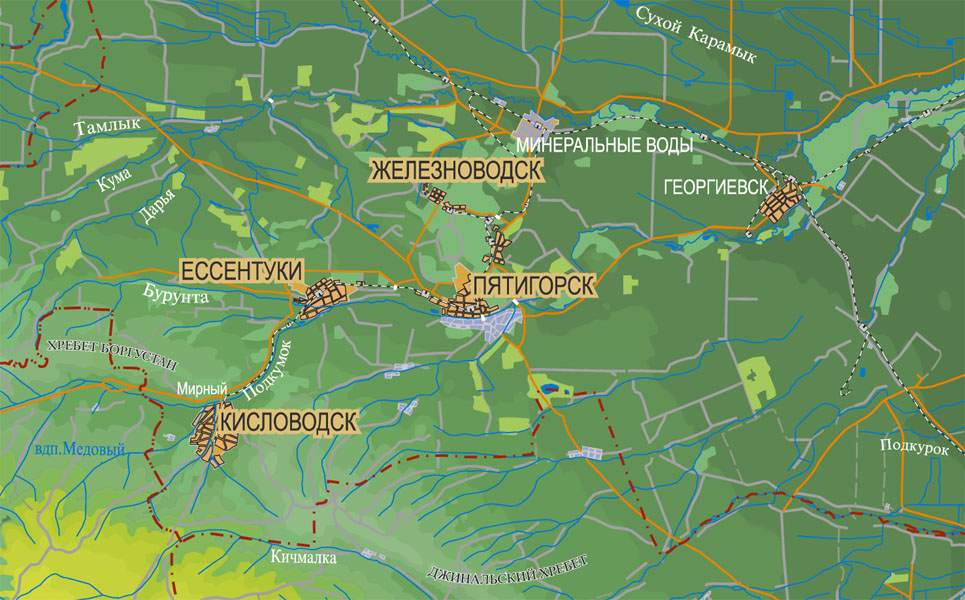 Сухой Карамык
Тамлык
МИНЕРАЛЬНЫЕ ВОДЫ
ЖЕЛЕЗНОВОДСК
Кума
ГЕОРГИЕВСК
Дарья
ЕССЕНТУКИ
ПЯТИГОРСК
Бурунта
ХРЕБЕТ БОРГУСТАН
Подкумок
Мирный
КИСЛОВОДСК
вдп.Медовый
Подкурок
Кичмалка
ДЖИНАЛЬСКИЙ ХРЕБЕТ